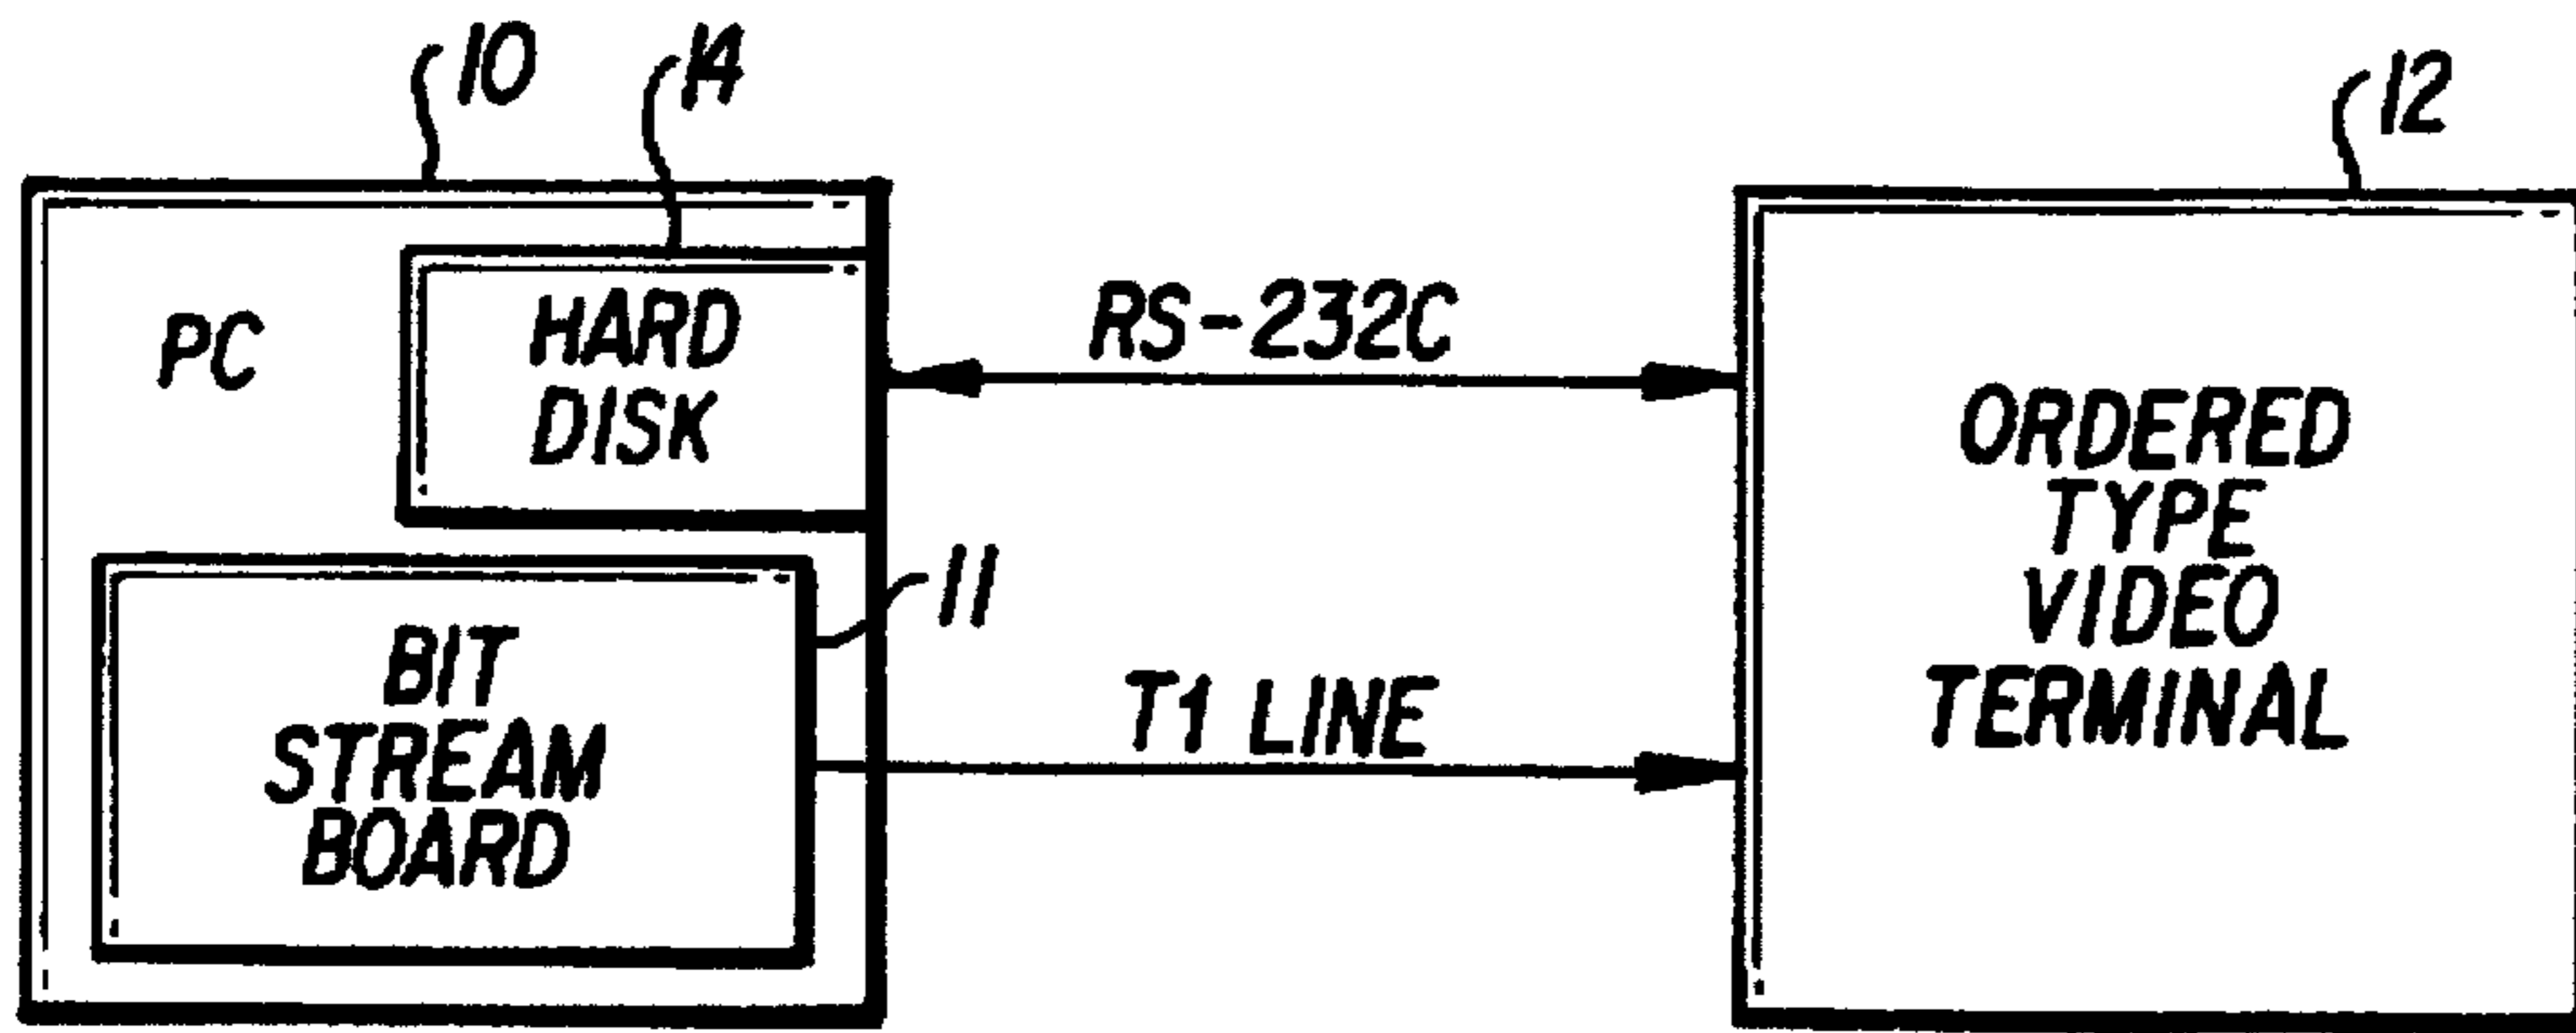 10
14
12
PC
HARD
DISK
RS-232C
ORDERED
TYPE
VIDEO
TERMINAL
11
BIT
STREAM
BOARD
T1 LINE